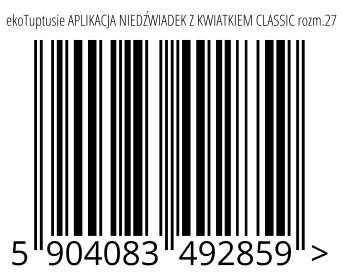 ekoTuptusie APLIKACJA NIEDŹWIADEK Z KWIATKIEM CLASSIC rozm.27
5 904083 492859 >